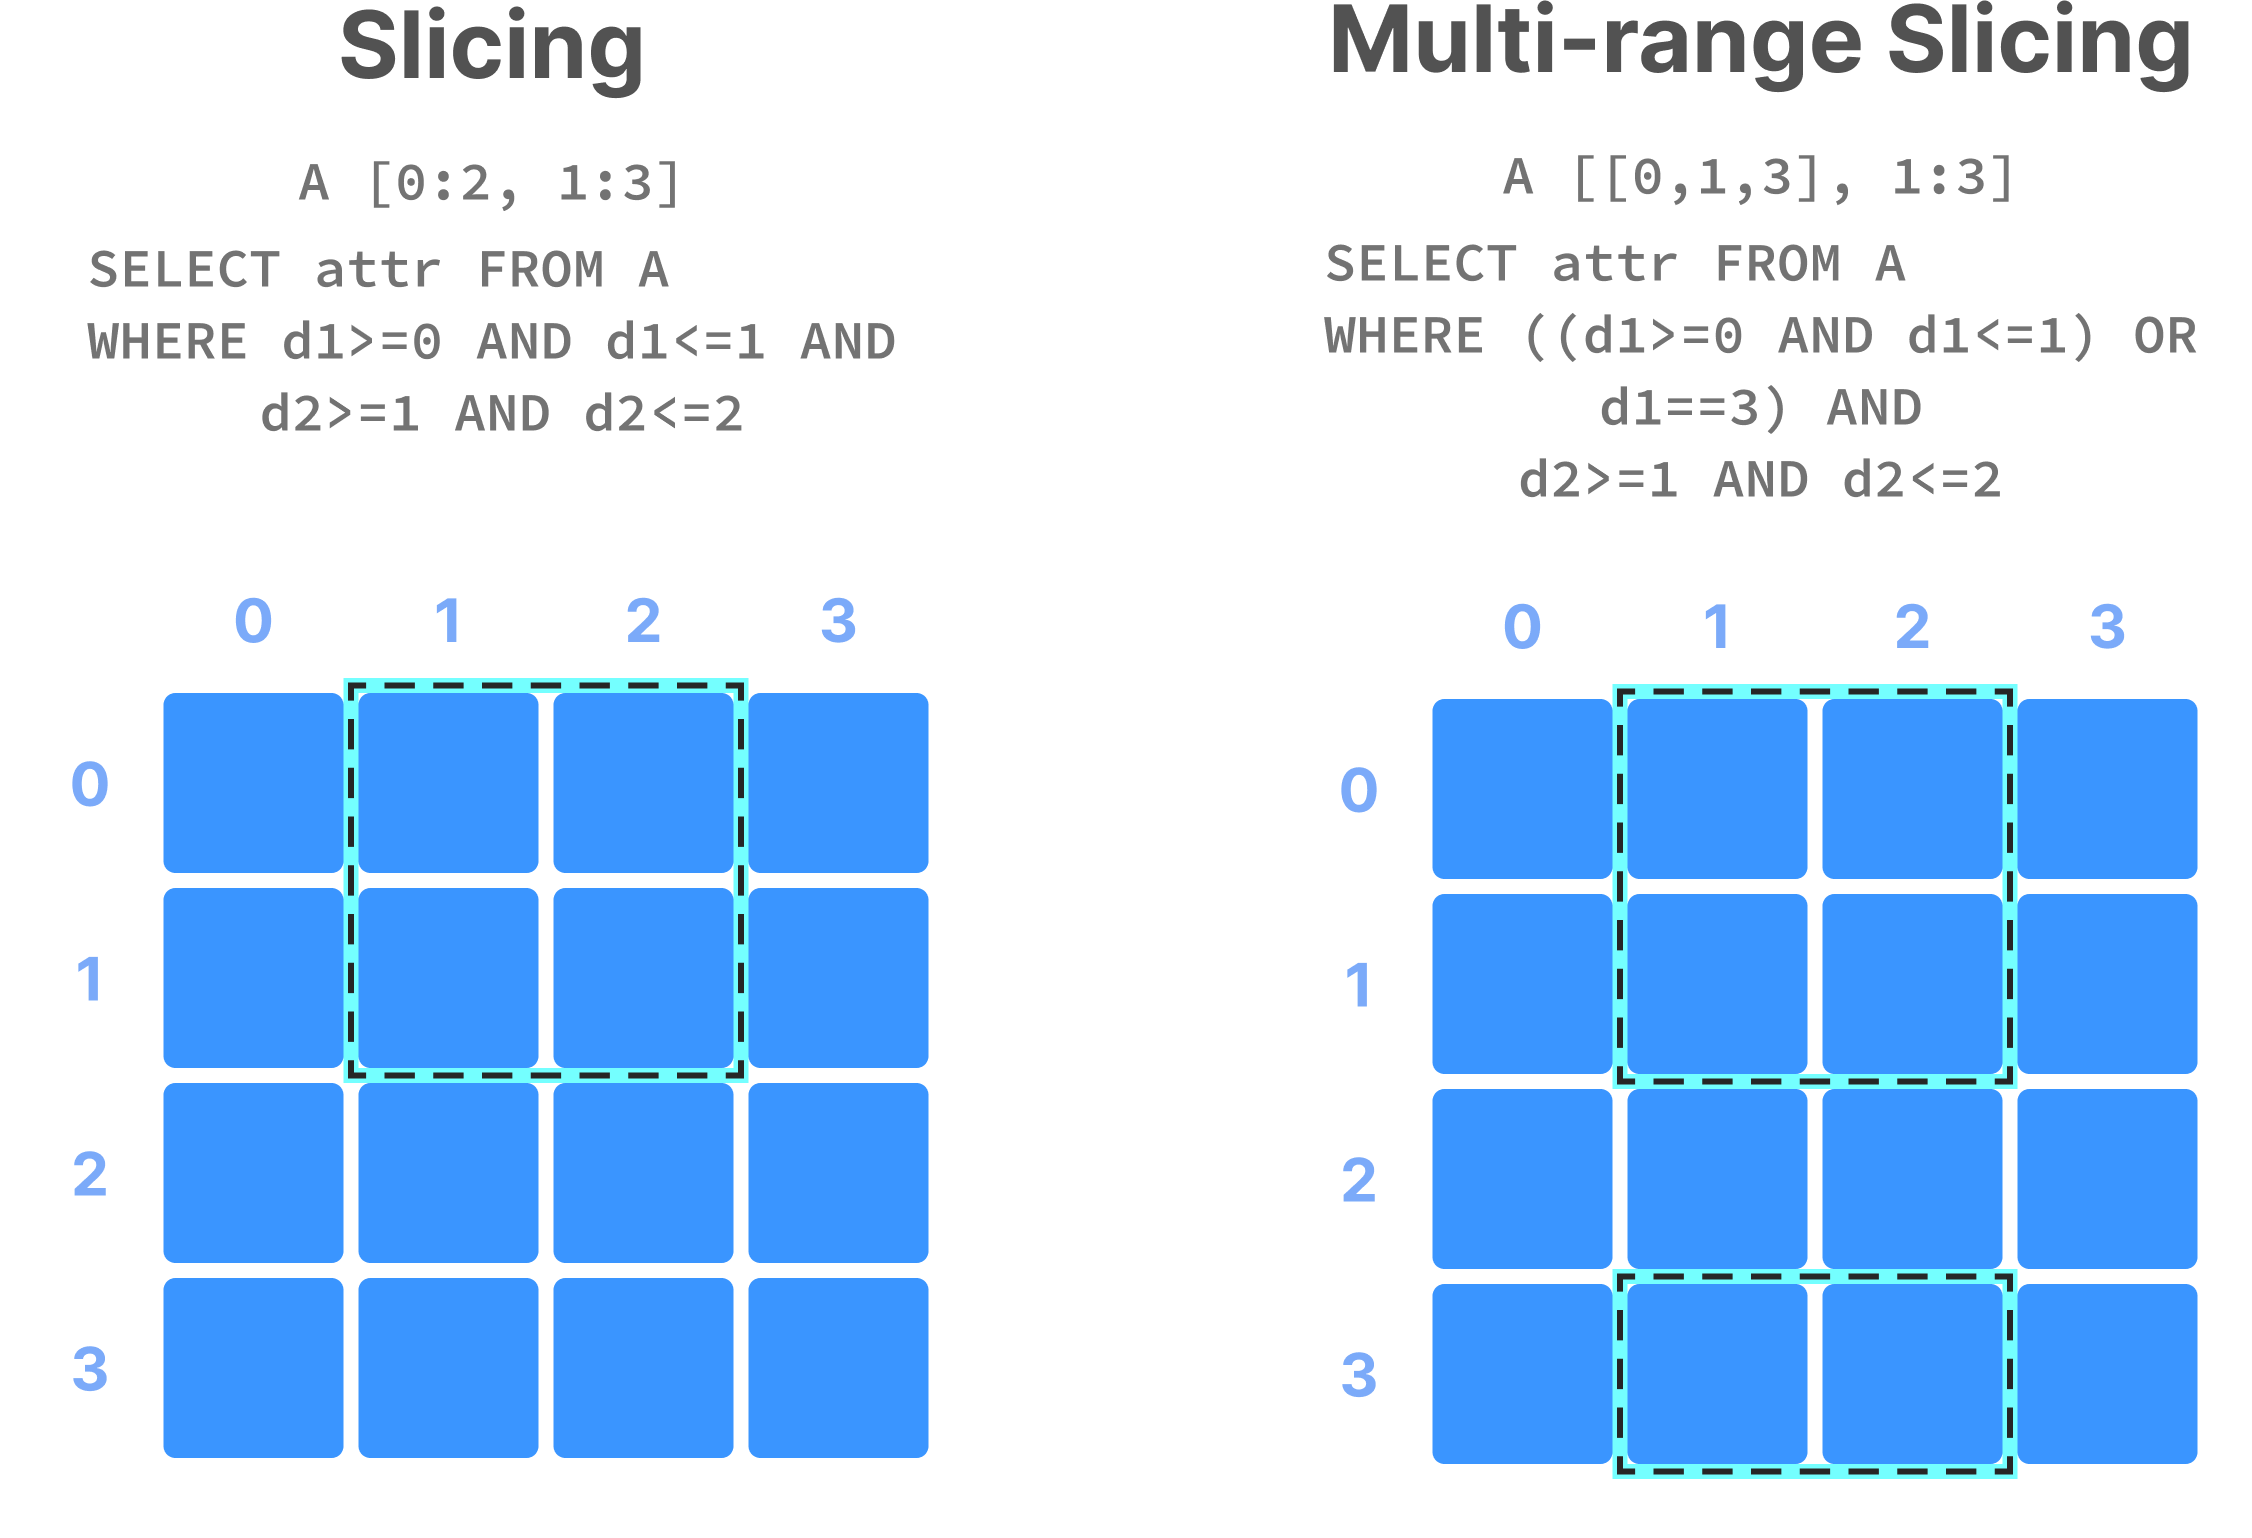 Slicing
A [0:2, 1:3]
SELECT attr FROM A
WHERE d1>=0 AND d1<=1 AND
d2>=1 AND d2<=2
0 1 2 3
0
1
2
3
Multi-range Slicing
A [[0,1,3], 1:3]
SELECT attr FROM A
WHERE ((d1>=0 AND d1<=1) OR
d1==3) AND
d2>=1 AND d2<=2
0 1 2 3
0
1
2
3